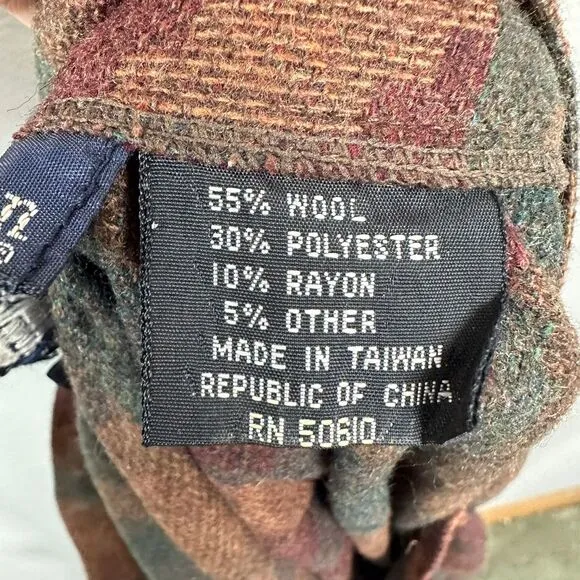 55% WOOL
30% POLYESTER
10% RAYON
5% OTHER
MADE IN TAIWAN
REPUBLIC OF CHINA
RN 50610